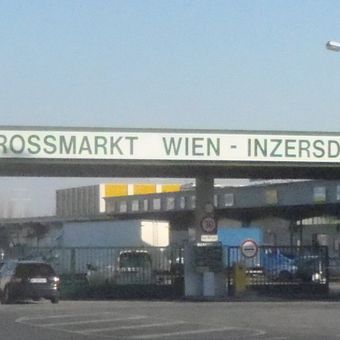 ROSSMARKT WIEN - INZERSD